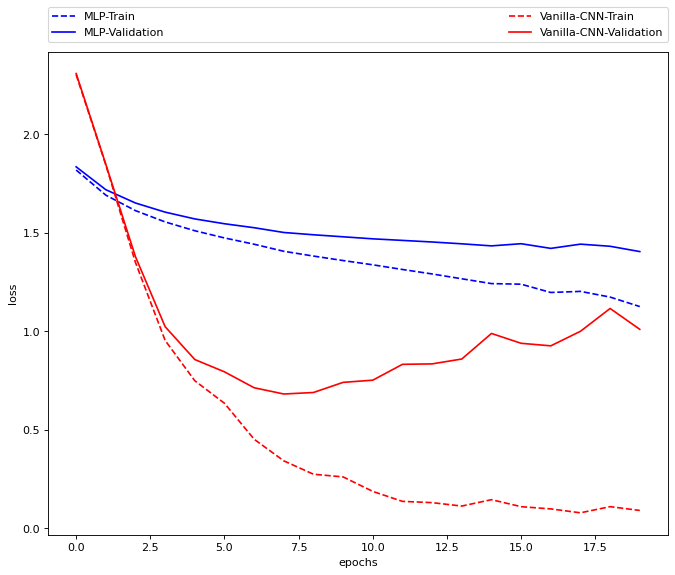 MLP-Train
MLP-Validation
Vanilla-CNN-Train
Vanilla-CNN-Validation
2.0
1.5
1.0
0.5
0.0
loss
0.0 2.5 5.0 7.5 10.0 12.5 15.0 17.5
epochs